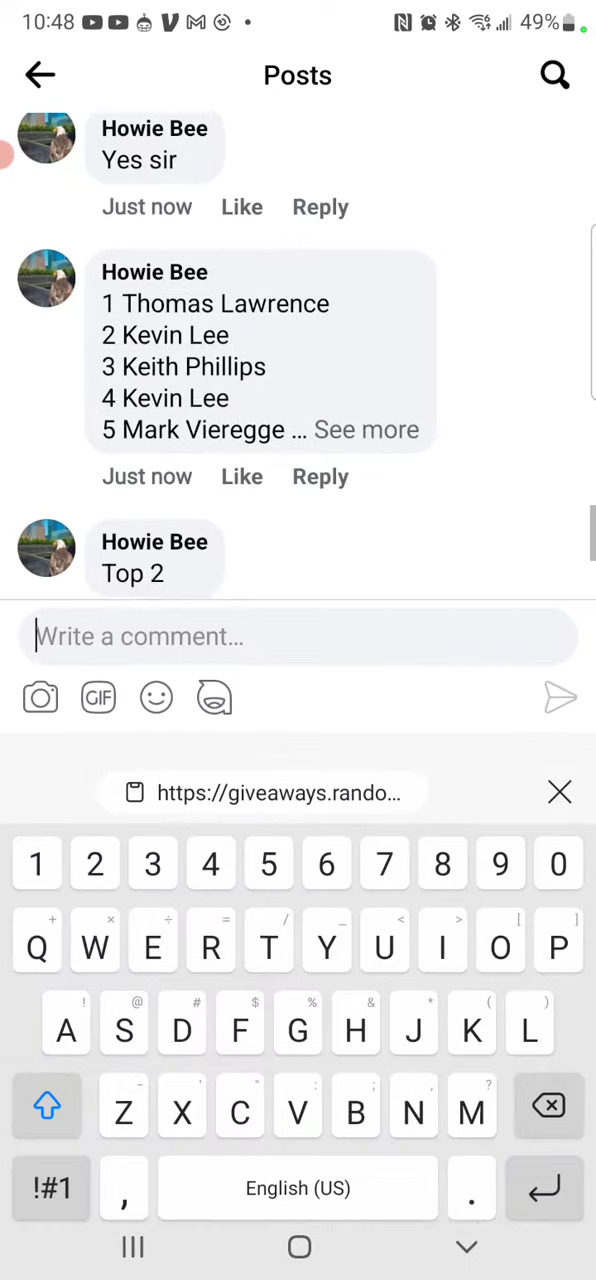 10:48 49%
Posts
Howie Bee
Yes sir
Just now Like Reply
Howie Bee
1 Thomas Lawrence
2 Kevin Lee
3 Keith Phillips
4 Kevin Lee
5 Mark Vieregge ... See more
Just now Like Reply
Howie Bee
Top 2
Write a comment...
GIF
https://giveaways.rando...
1 2 3 4 5 6 7 8 9 0
+ × ÷ = / _ < > [ ]
Q W E R T Y U I O P
! @ # $ % & * ( )
A S D F G H J K L
- ' " : ; , ?
Z X C V B N M
!#1 , English (US) .